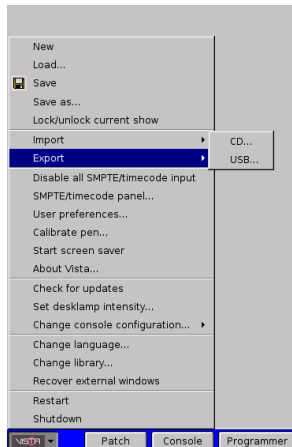 New
Load...
Save
Save as...
Lock/unlock current show
Import
CD...
Export
USB...
Disable all SMPTE/timecode input
SMPTE/timecode panel...
User preferences...
Calibrate pen...
Start screen saver
About Vista...
Check for updates
Set desklamp intensity...
Change console configuration...
Change language...
Change library...
Recover external windows
Restart
Shutdown
VISTA Patch Console Programmer